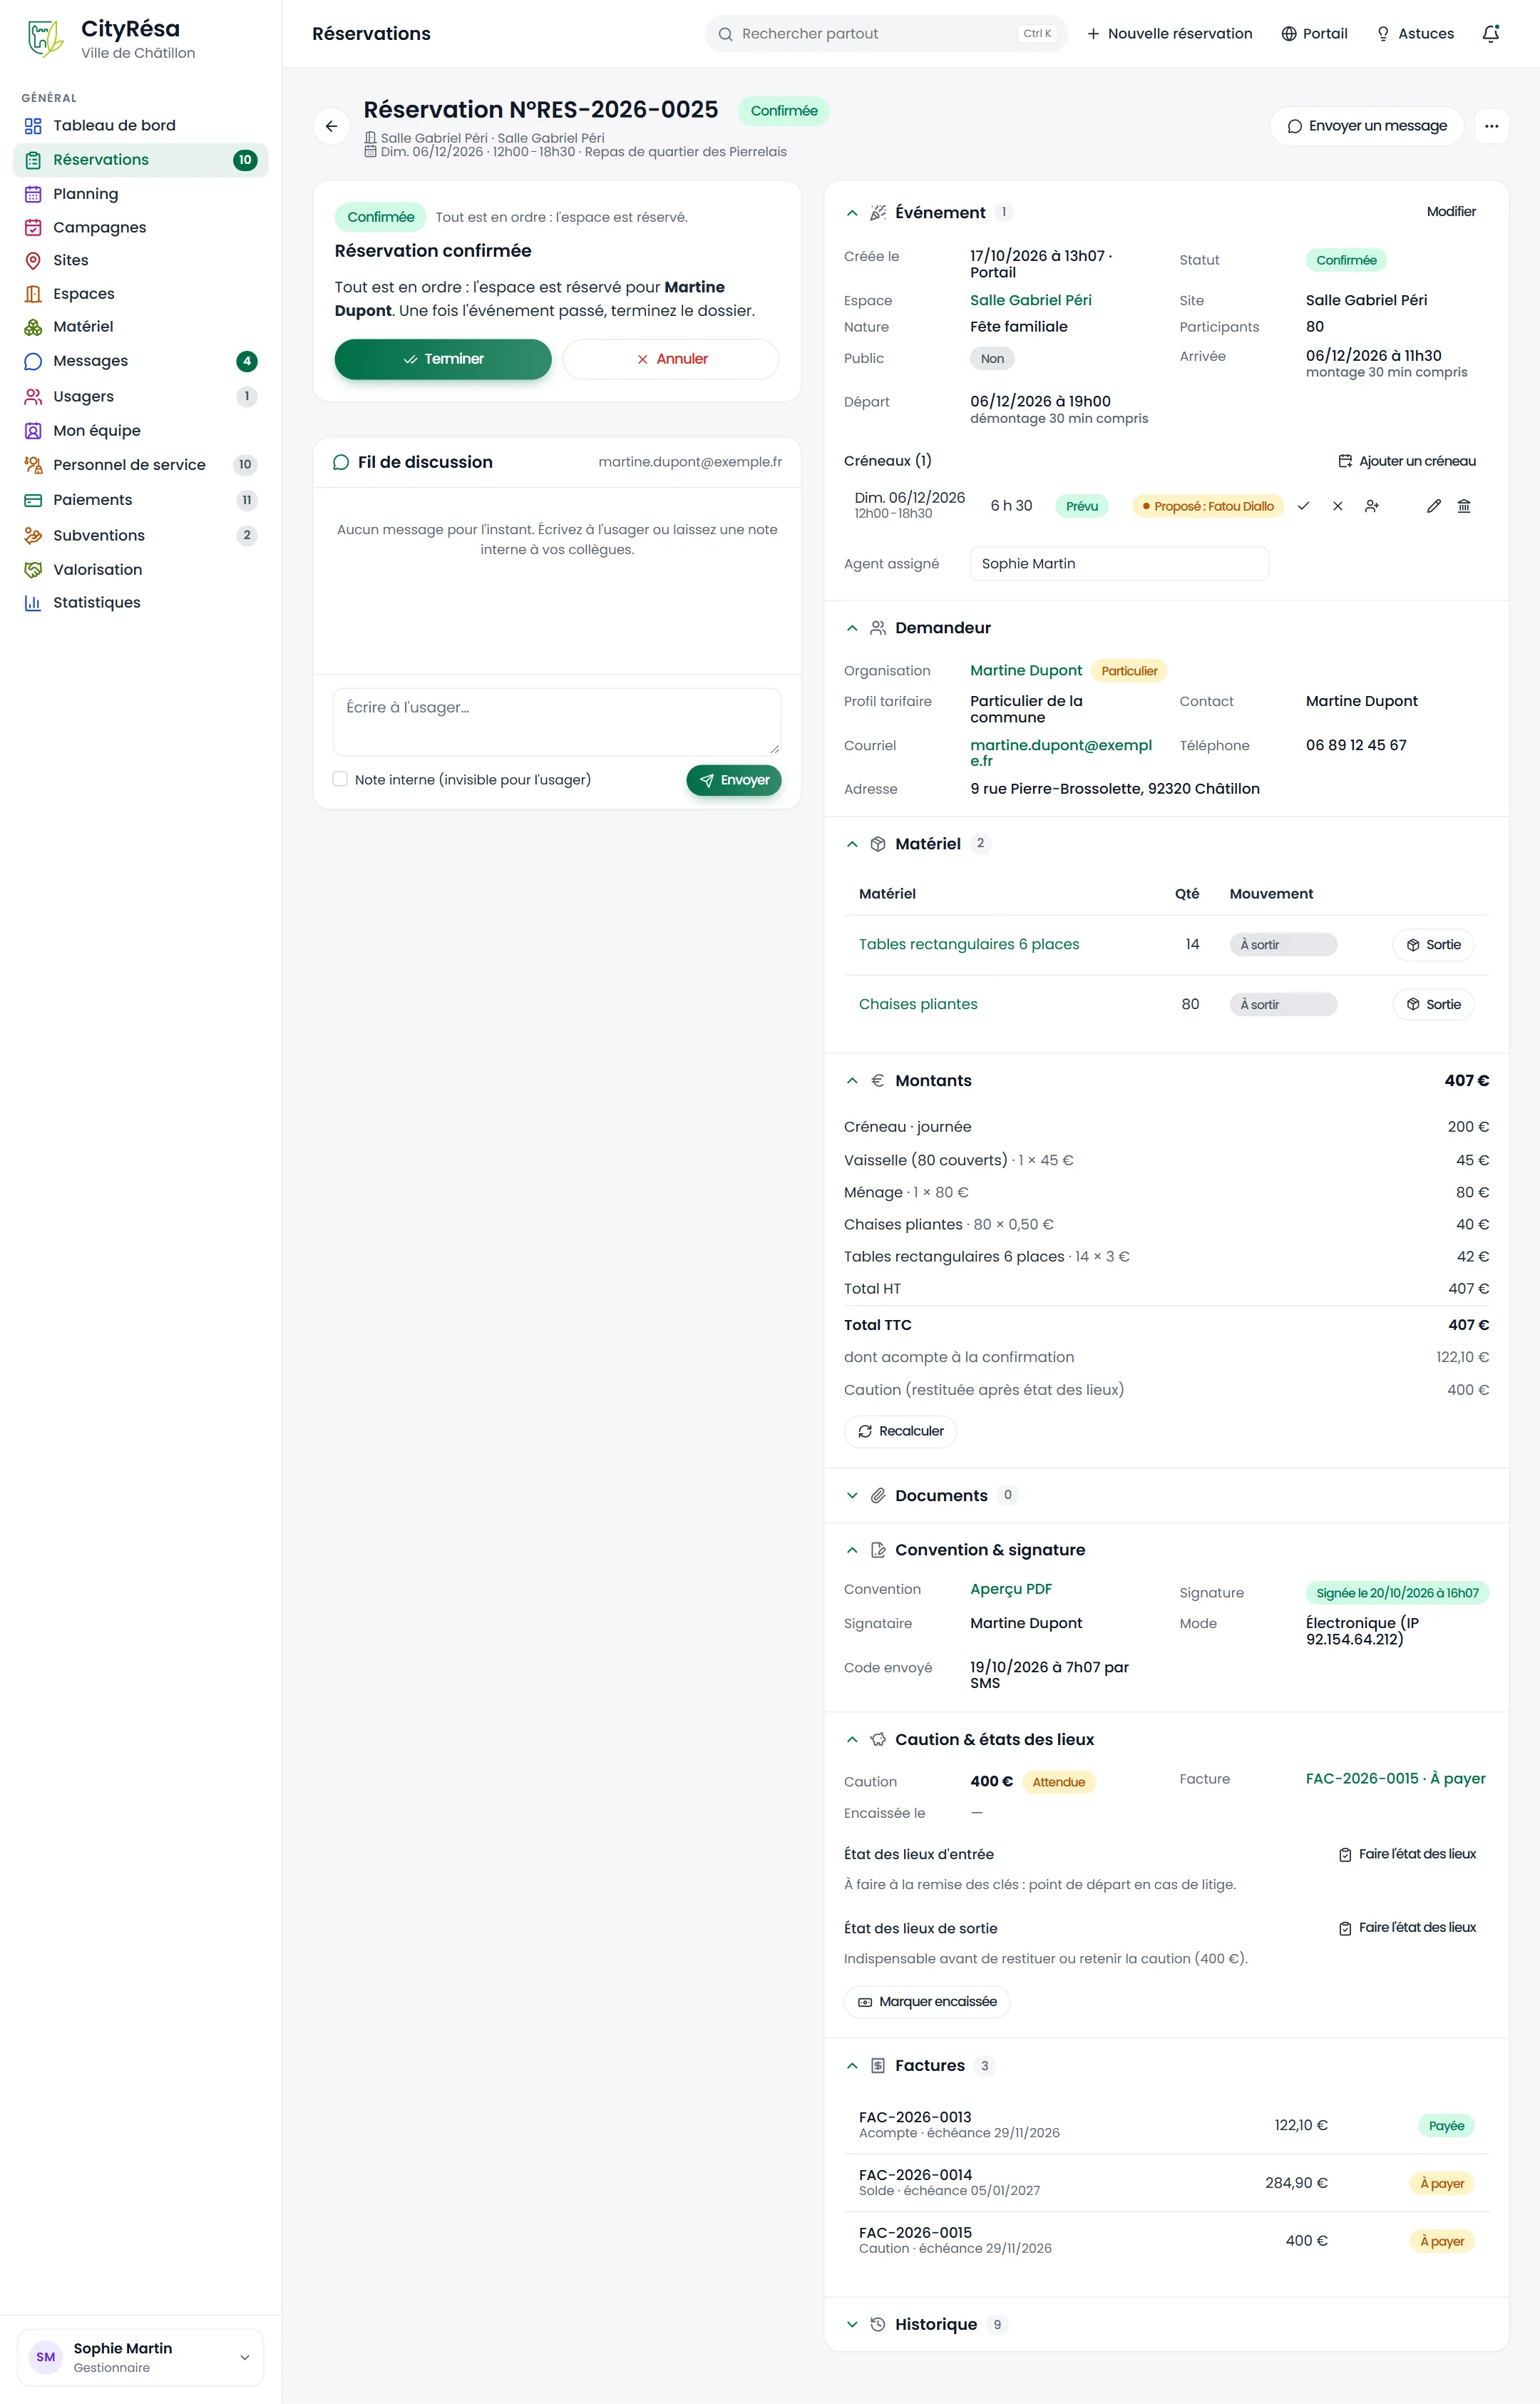 CityRésa
Ville de Châtillon
GÉNÉRAL
Tableau de bord
Réservations 10
Planning
Campagnes
Sites
Espaces
Matériel
Messages 4
Usagers 1
Mon équipe
Personnel de service 10
Paiements 11
Subventions 2
Valorisation
Statistiques
Sophie Martin
SM
Gestionnaire
Réservations
Rechercher partout Ctrl K
Nouvelle réservation
Portail
Astuces
Réservation N°RES-2026-0025 Confirmée
Salle Gabriel Péri · Salle Gabriel Péri
Dim. 06/12/2026 · 12h00-18h30 · Repas de quartier des Pierrelais
Envoyer un message
Confirmée Tout est en ordre : l'espace est réservé.
Réservation confirmée
Tout est en ordre : l'espace est réservé pour Martine
Dupont. Une fois l'événement passé, terminez le dossier.
Terminer Annuler
Fil de discussion martine.dupont@exemple.fr
Aucun message pour l'instant. Écrivez à l'usager ou laissez une note
interne à vos collègues.
Écrire à l'usager...
Note interne (invisible pour l'usager) Envoyer
Événement 1 Modifier
Créée le 17/10/2026 à 13h07 · Statut Confirmée
Portail
Espace Salle Gabriel Péri Site Salle Gabriel Péri
Nature Fête familiale Participants 80
Public Non Arrivée 06/12/2026 à 11h30
montage 30 min compris
Départ 06/12/2026 à 19h00
démontage 30 min compris
Créneaux (1) Ajouter un créneau
Dim. 06/12/2026 6 h 30 Prévu Proposé : Fatou Diallo
12h00-18h30
Agent assigné Sophie Martin
Demandeur
Organisation Martine Dupont Particulier
Profil tarifaire Particulier de la Contact Martine Dupont
commune
Courriel martine.dupont@exempl Téléphone 06 89 12 45 67
e.fr
Adresse 9 rue Pierre-Brossolette, 92320 Châtillon
Matériel 2
Matériel Qté Mouvement
Tables rectangulaires 6 places 14 À sortir Sortie
Chaises pliantes 80 À sortir Sortie
Montants 407 €
Créneau · journée 200 €
Vaisselle (80 couverts) · 1 × 45 € 45 €
Ménage · 1 × 80 € 80 €
Chaises pliantes · 80 × 0,50 € 40 €
Tables rectangulaires 6 places · 14 × 3 € 42 €
Total HT 407 €
Total TTC 407 €
dont acompte à la confirmation 122,10 €
Caution (restituée après état des lieux) 400 €
Recalculer
Documents 0
Convention & signature
Convention Aperçu PDF Signature Signée le 20/10/2026 à 16h07
Signataire Martine Dupont Mode Électronique (IP
92.154.64.212)
Code envoyé 19/10/2026 à 7h07 par
SMS
Caution & états des lieux
Caution 400 € Attendue Facture FAC-2026-0015 · À payer
Encaissée le —
État des lieux d'entrée Faire l'état des lieux
À faire à la remise des clés : point de départ en cas de litige.
État des lieux de sortie Faire l'état des lieux
Indispensable avant de restituer ou retenir la caution (400 €).
Marquer encaissée
Factures 3
FAC-2026-0013 122,10 € Payée
Acompte · échéance 29/11/2026
FAC-2026-0014 284,90 € À payer
Solde · échéance 05/01/2027
FAC-2026-0015 400 € À payer
Caution · échéance 29/11/2026
Historique 9